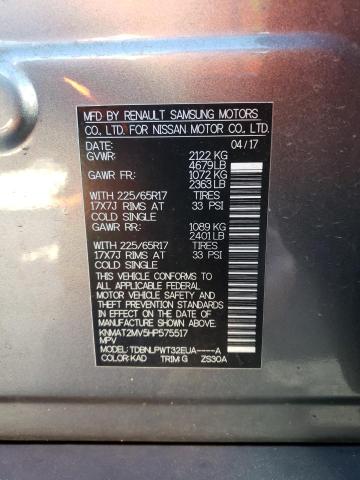 MFD BY RENAULT SAMSUNG MOTORS
CO., LTD. FOR NISSAN MOTOR CO., LTD.
DATE: 04/17
GVWR: 2122 KG
4679LB
GAWR FR: 1072 KG
2363LB
WITH 225/65R17 TIRES
17X7J RIMS AT 33 PSI
COLD SINGLE
GAWR RR: 1089 KG
2401LB
WITH 225/65R17 TIRES
17X7J RIMS AT 33 PSI
COLD SINGLE
THIS VEHICLE CONFORMS TO
ALL APPLICABLE FEDERAL
MOTOR VEHICLE SAFETY, BUMPER
AND THEFT PREVENTION STANDARDS
IN EFFECT ON THE DATE
OF MANUFACTURE SHOWN ABOVE.
KNMAT2MV5HP575517
MPV
MODEL: TDBNLPWT32EUA-----A
COLOR:KAD TRIM:G ZS30A